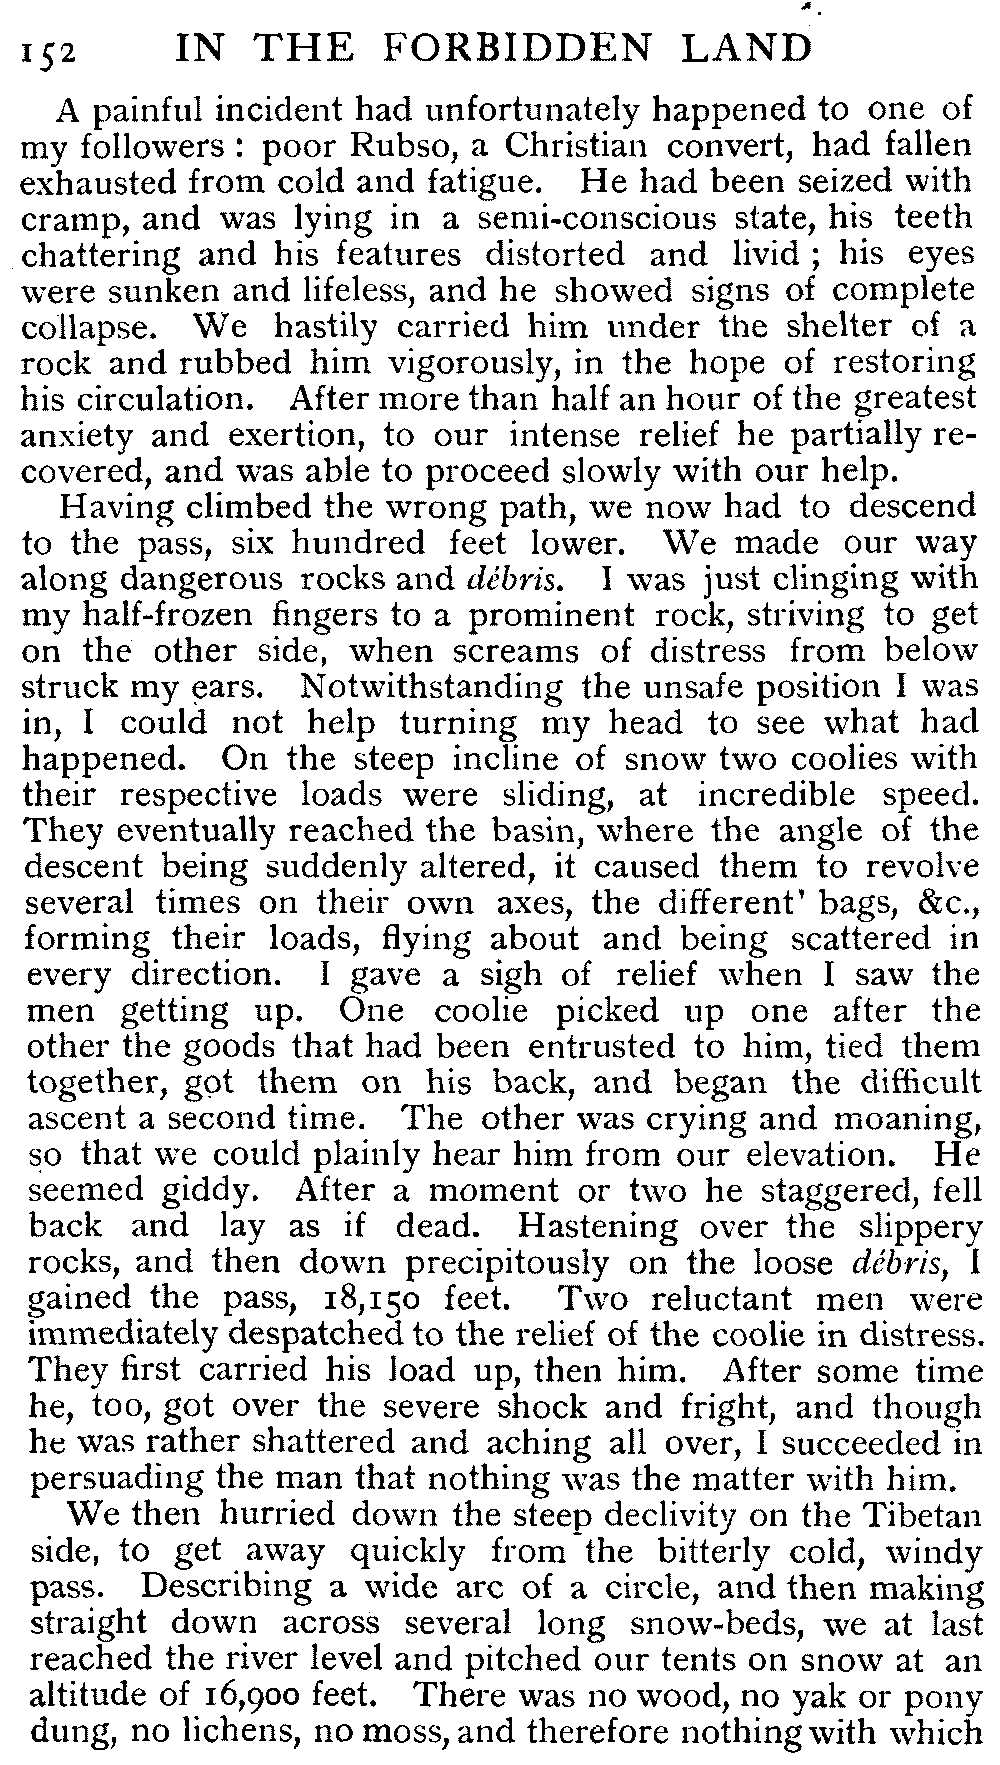 152 IN THE FORBIDDEN LAND
A painful incident had unfortunately happened to one of
my followers : poor Rubso, a Christian convert, had fallen
exhausted from cold and fatigue. He had been seized with
cramp, and was lying in a semi-conscious state, his teeth
chattering and his features distorted and livid ; his eyes
were sunken and lifeless, and he showed signs of complete
collapse. We hastily carried him under the shelter of a
rock and rubbed him vigorously, in the hope of restoring
his circulation. After more than half an hour of the greatest
anxiety and exertion, to our intense relief he partially re-
covered, and was able to proceed slowly with our help.
Having climbed the wrong path, we now had to descend
to the pass, six hundred feet lower. We made our way
along dangerous rocks and débris. I was just clinging with
my half-frozen fingers to a prominent rock, striving to get
on the other side, when screams of distress from below
struck my ears. Notwithstanding the unsafe position I was
in, I could not help turning my head to see what had
happened. On the steep incline of snow two coolies with
their respective loads were sliding, at incredible speed.
They eventually reached the basin, where the angle of the
descent being suddenly altered, it caused them to revolve
several times on their own axes, the different' bags, &c.,
forming their loads, flying about and being scattered in
every direction. I gave a sigh of relief when I saw the
men getting up. One coolie picked up one after the
other the goods that had been entrusted to him, tied them
together, got them on his back, and began the difficult
ascent a second time. The other was crying and moaning,
so that we could plainly hear him from our elevation. He
seemed giddy. After a moment or two he staggered, fell
back and lay as if dead. Hastening over the slippery
rocks, and then down precipitously on the loose débris, I
gained the pass, 18,150 feet. Two reluctant men were
immediately despatched to the relief of the coolie in distress.
They first carried his load up, then him. After some time
he, too, got over the severe shock and fright, and though
he was rather shattered and aching all over, I succeeded in
persuading the man that nothing was the matter with him.
We then hurried down the steep declivity on the Tibetan
side, to get away quickly from the bitterly cold, windy
pass. Describing a wide arc of a circle, and then making
straight down across several long snow-beds, we at last
reached the river level and pitched our tents on snow at an
altitude of 16,900 feet. There was no wood, no yak or pony
dung, no lichens, no moss, and therefore nothing with which